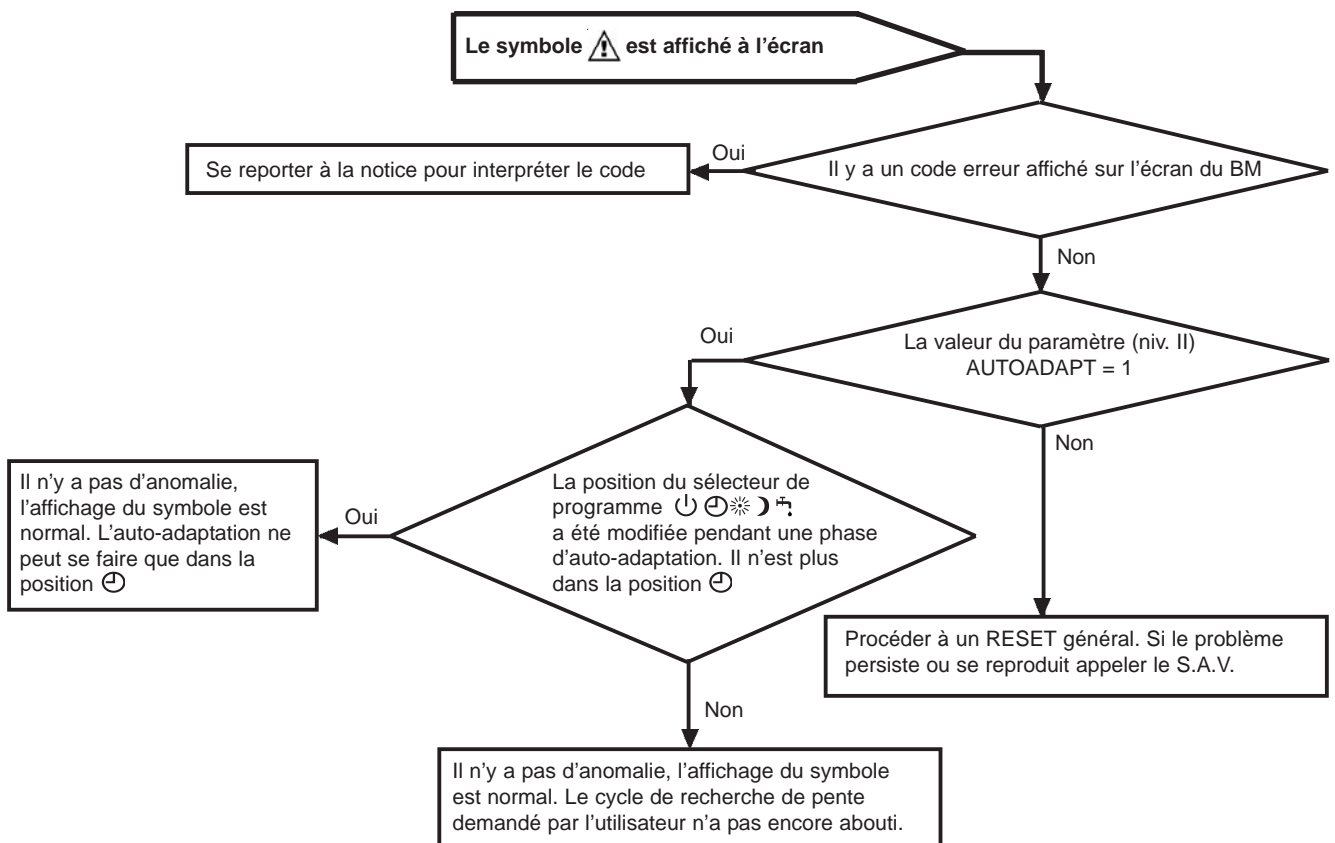 Le symbole ⚠ est affiché à l'écran
Oui
Il y a un code erreur affiché sur l'écran du BM
Se reporter à la notice pour interpréter le code
Non
Oui
La valeur du paramètre (niv. II)
AUTOADAPT = 1
Non
Il n'y a pas d'anomalie,
l'affichage du symbole est
normal. L'auto-adaptation ne
peut se faire que dans la
position
Oui
La position du sélecteur de
programme
a été modifiée pendant une phase
d'auto-adaptation. Il n'est plus
dans la position
Procéder à un RESET général. Si le problème
persiste ou se reproduit appeler le S.A.V.
Non
Il n'y a pas d'anomalie, l'affichage du symbole
est normal. Le cycle de recherche de pente
demandé par l'utilisateur n'a pas encore abouti.